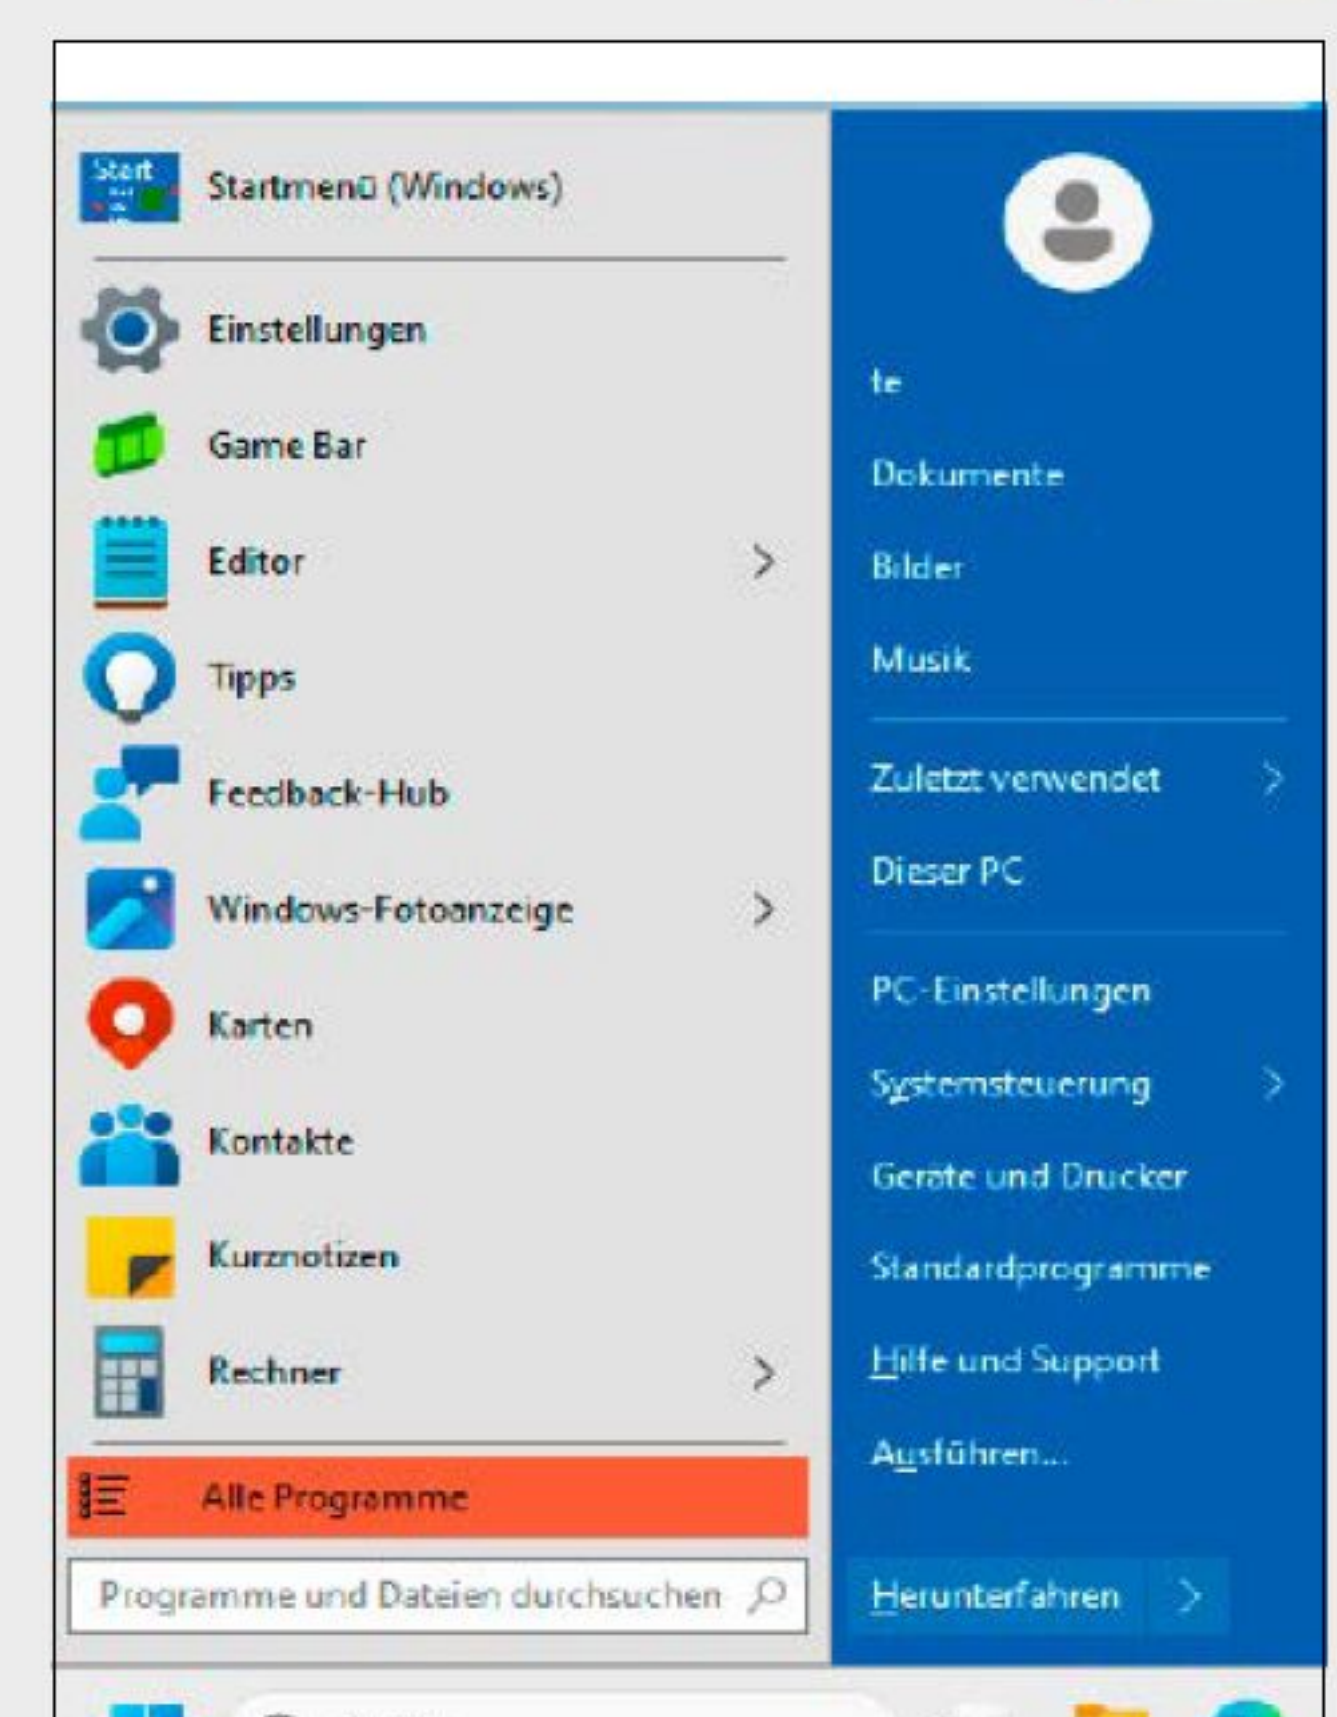 Start
Startmen▯ (Windows)
Einstellungen
Game Bar
Editor
Tipps
Feedback-Hub
Windows-Fotoanzeige
Karten
Kontakte
Kurznotizen
Rechner
Alle Programme
Programme und Dateien durchsuchen
te
Dokumente
Bilder
Musik
Zuletzt verwendet
Dieser PC
PC-Einstellungen
Systemsteuerung
Geräte und Drucker
Standardprogramme
Hilfe und Support
Ausführen...
Herunterfahren